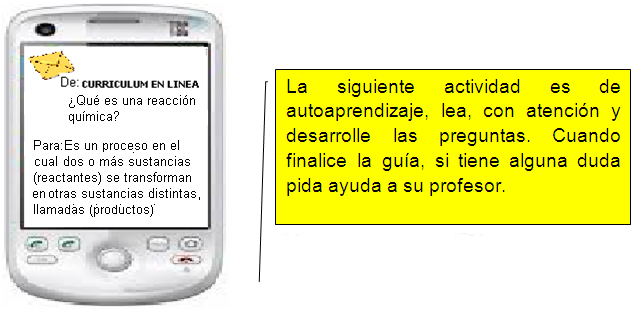 De: CURRICULUM EN LINEA
¿Qué es una reacción
química?
Para:Es un proceso en el
cual dos o más sustancias
(reactantes) se transforman
en otras sustancias distintas,
llamadas (productos)
La siguiente actividad es de
autoaprendizaje, lea, con atención y
desarrolle las preguntas. Cuando
finalice la guía, si tiene alguna duda
pida ayuda a su profesor.